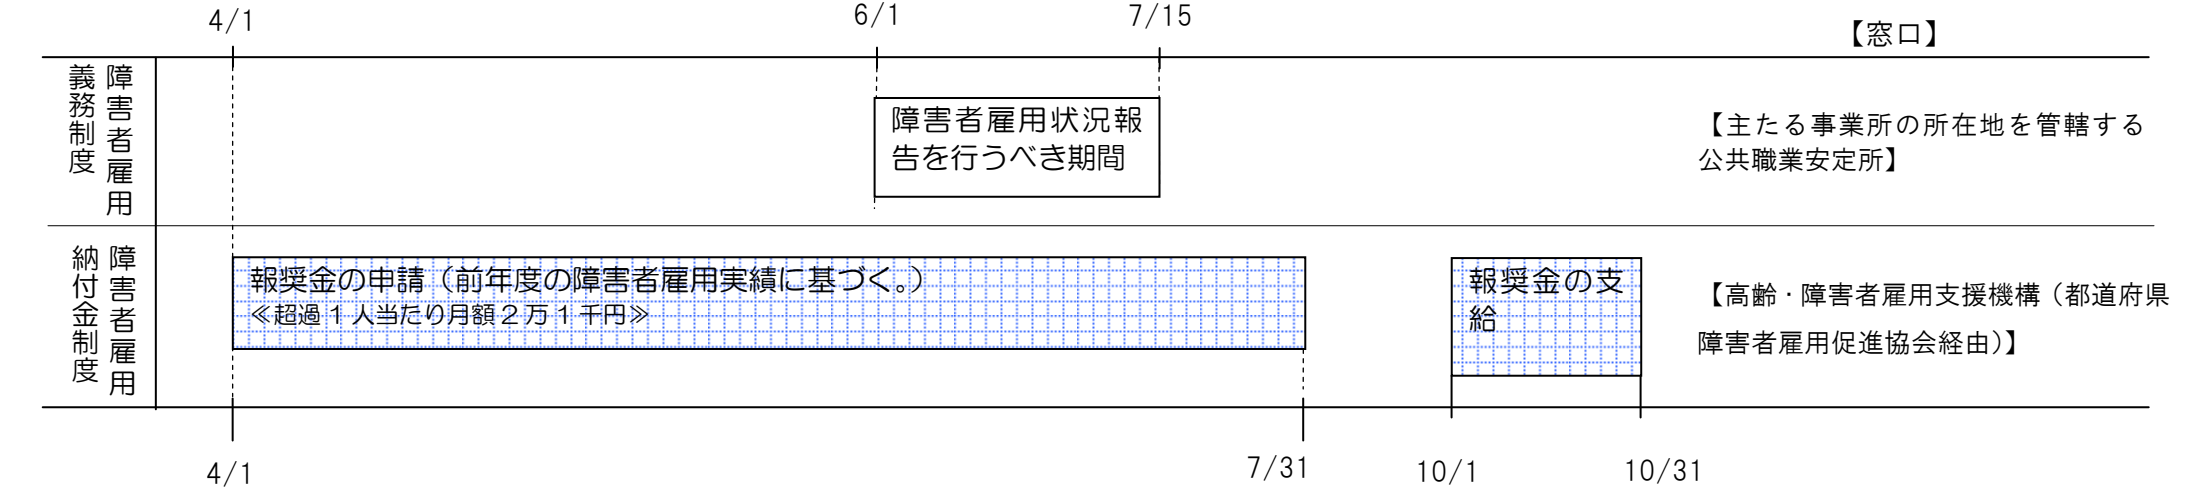 4/1
6/1
7/15
【窓口】
障害者雇用
義務制度
障害者雇用状況報
告を行うべき期間
【主たる事業所の所在地を管轄する
公共職業安定所】
障害者雇用
納付金制度
報奨金の申請（前年度の障害者雇用実績に基づく。）
≪超過１人当たり月額２万１千円≫
報奨金の支
給
【高齢・障害者雇用支援機構（都道府県
障害者雇用促進協会経由）】
4/1
7/31
10/1
10/31